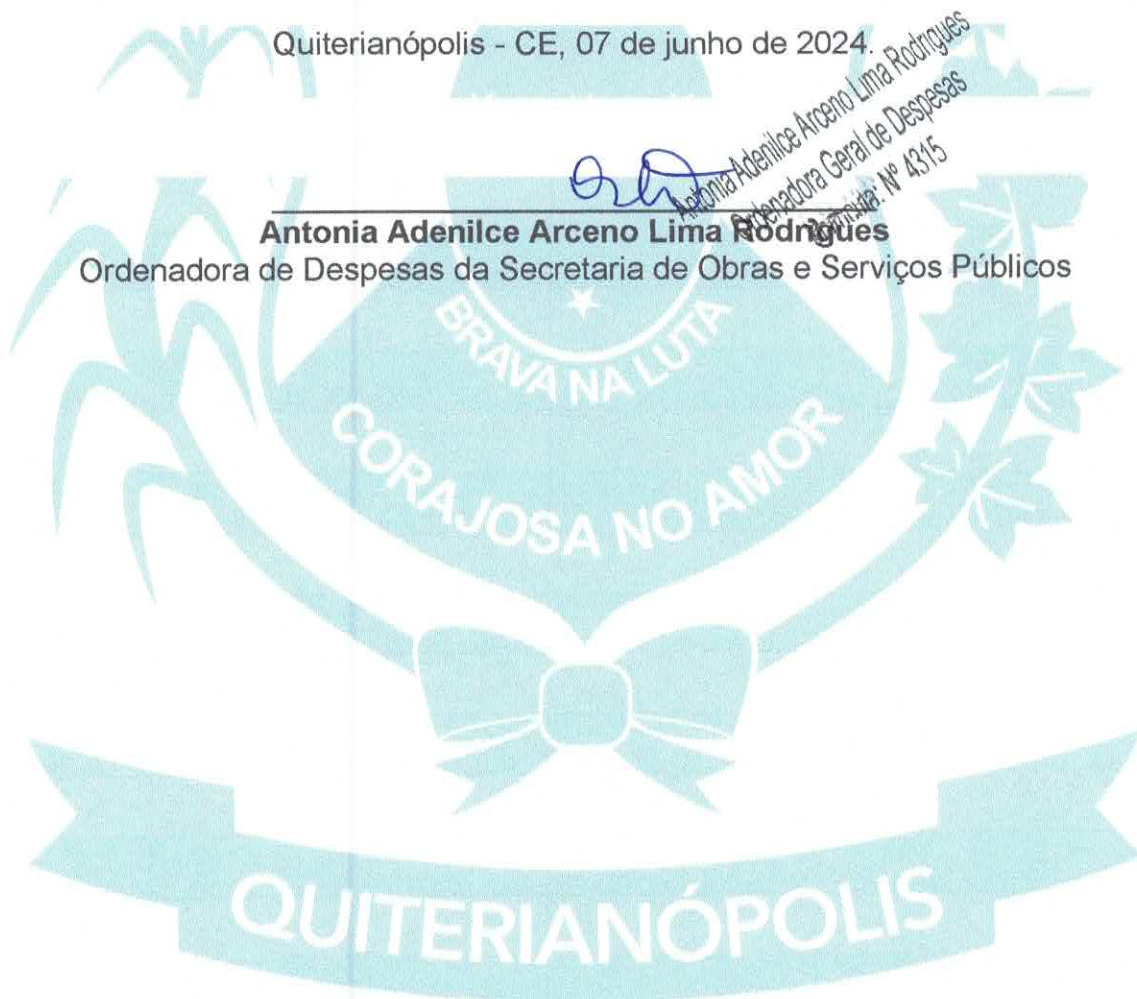 Quiterianópolis - CE, 07 de junho de 2024.
Antonia Adenilce Arceno Lima Rodrigues
Ordenadora Geral de Despesas
Nº 4315
Antonia Adenilce Arceno Lima Rodrigues
Ordenadora de Despesas da Secretaria de Obras e Serviços Públicos
BRAVA NA LUTA
CORAJOSA NO AMOR
QUITERIANÓPOLIS